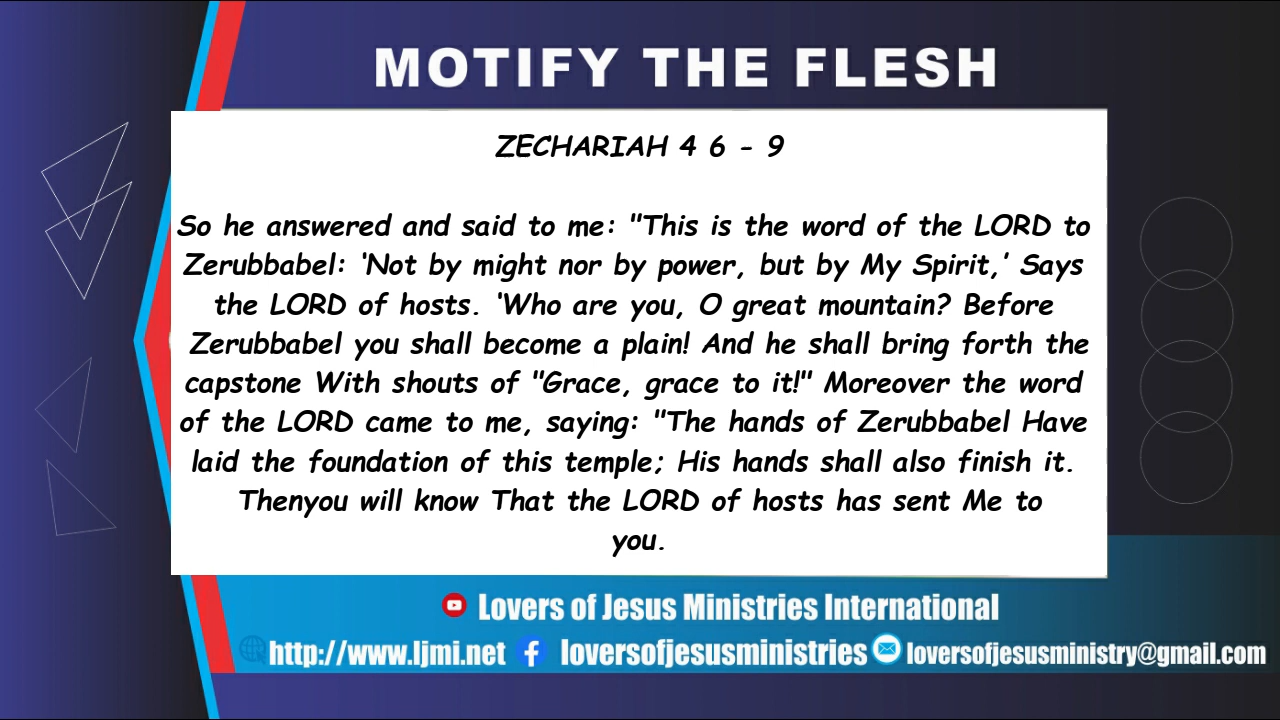 MOTIFY THE FLESH
ZECHARIAH 4 6 - 9
So he answered and said to me: "This is the word of the LORD to
Zerubbabel: ‘Not by might nor by power, but by My Spirit,’ Says
the LORD of hosts. ‘Who are you, O great mountain? Before
Zerubbabel you shall become a plain! And he shall bring forth the
capstone With shouts of "Grace, grace to it!" Moreover the word
of the LORD came to me, saying: "The hands of Zerubbabel Have
laid the foundation of this temple; His hands shall also finish it.
Thenyou will know That the LORD of hosts has sent Me to
you.
Lovers of Jesus Ministries International
http://www.ljmi.net loversofjesusministries loversofjesusministry@gmail.com